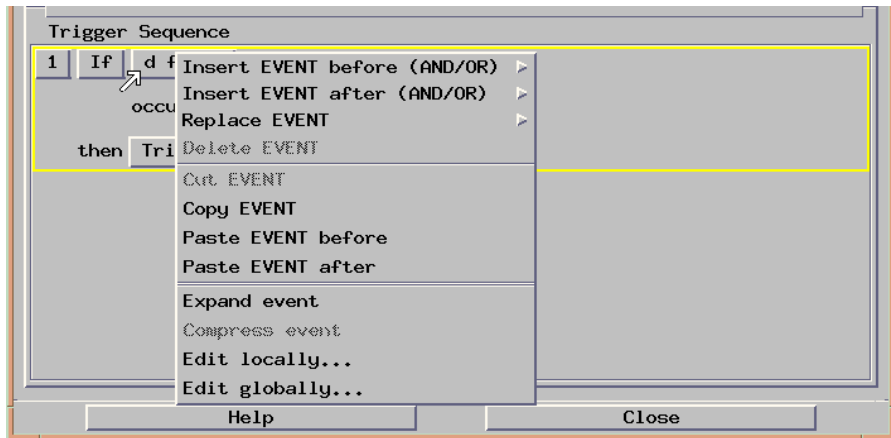 Trigger Sequence
1 If d f
occu
then Tri
Insert EVENT before (AND/OR)
Insert EVENT after (AND/OR)
Replace EVENT
Delete EVENT
Cut EVENT
Copy EVENT
Paste EVENT before
Paste EVENT after
Expand event
Compress event
Edit locally...
Edit globally...
Help Close